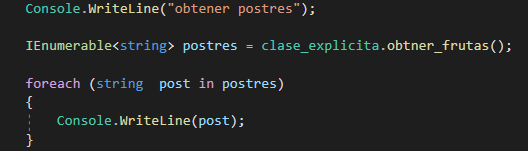 Console.WriteLine("obtener postres");
IEnumerable<string> postres = clase_explicita.obtner_frutas();
foreach (string  post in postres)
{
Console.WriteLine(post);
}